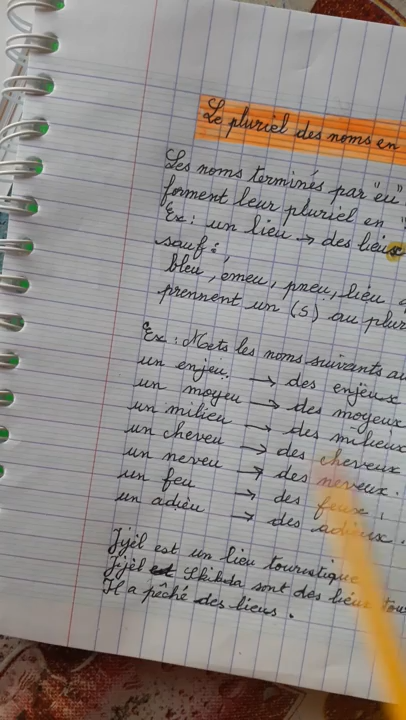 Le pluriel des noms en
Les noms terminés par "eu"
forment leur pluriel en "
Ex: un lieu → des lieux
sauf:
bleu, émeu, pneu, lieu
prennent un (s) au plur
Ex: Mets les noms suivants au
un enjeu. → des enjeux
un moyeu → des moyeux
un milieu → des milieux
un cheveu → des cheveux
un neveu → des neveux.
un feu → des feux.
un adieu → des adieux.
Jijel est un lieu touristique
Jijel et Skikda sont des lieux tou
Il a pêché des lieus.